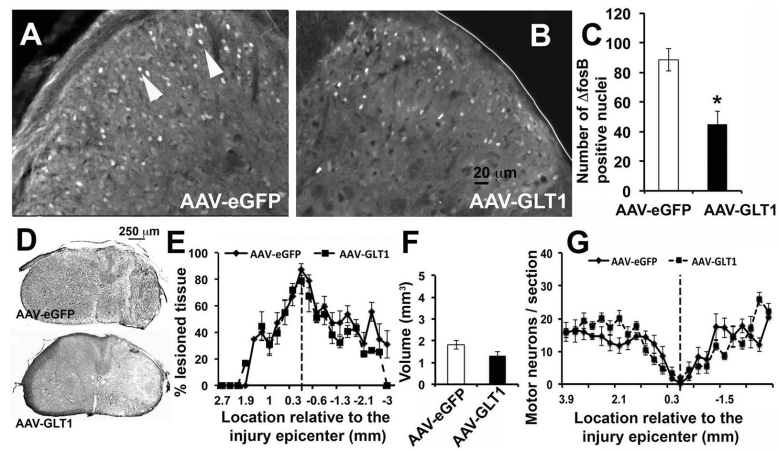 A
AAV-eGFP
B
20 µm
AAV-GLT1
C
Number of ΔfosB
positive nuclei
120
100
80
60
40
20
0
*
AAV-eGFP AAV-GLT1
D
250 µm
AAV-eGFP
AAV-GLT1
E
AAV-eGFP AAV-GLT1
% lesioned tissue
100
80
60
40
20
0
2.7 1.9 1 0.3 -0.6 -1.3 -2.1 -3
Location relative to the
injury epicenter (mm)
F
Volume (mm³)
5
4
3
2
1
0
AAV-eGFP
AAV-GLT1
G
AAV-eGFP AAV-GLT1
Motor neurons / section
40
30
20
10
0
3.9 2.1 0.3 -1.5
Location relative to the
injury epicenter (mm)